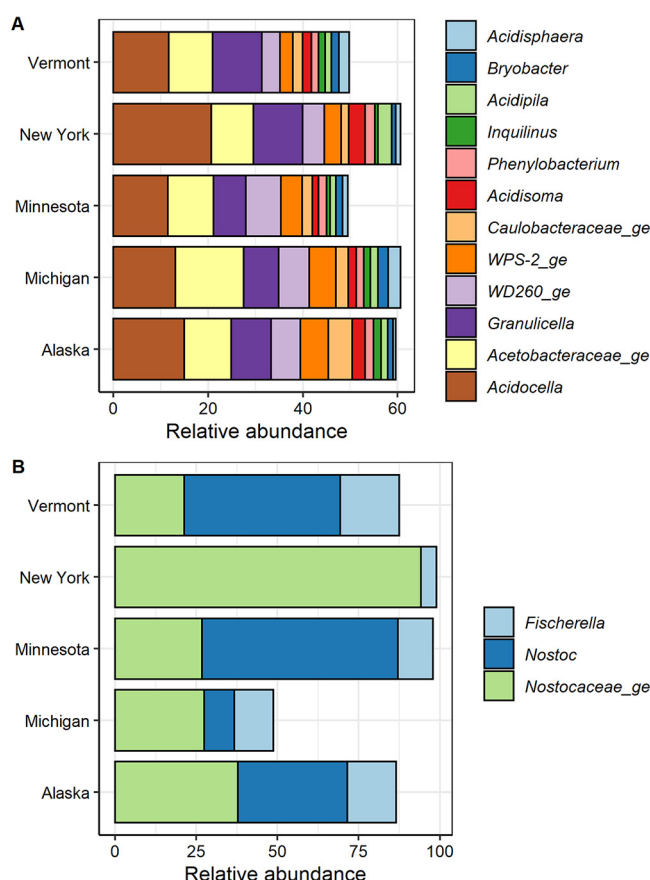 A
Vermont
New York
Minnesota
Michigan
Alaska
0 20 40 60
Relative abundance
Acidisphaera
Bryobacter
Acidipila
Inquilinus
Phenylobacterium
Acidisoma
Caulobacteraceae_ge
WPS-2_ge
WD260_ge
Granulicella
Acetobacteraceae_ge
Acidocella
B
Vermont
New York
Minnesota
Michigan
Alaska
0 25 50 75 100
Relative abundance
Fischerella
Nostoc
Nostocaceae_ge